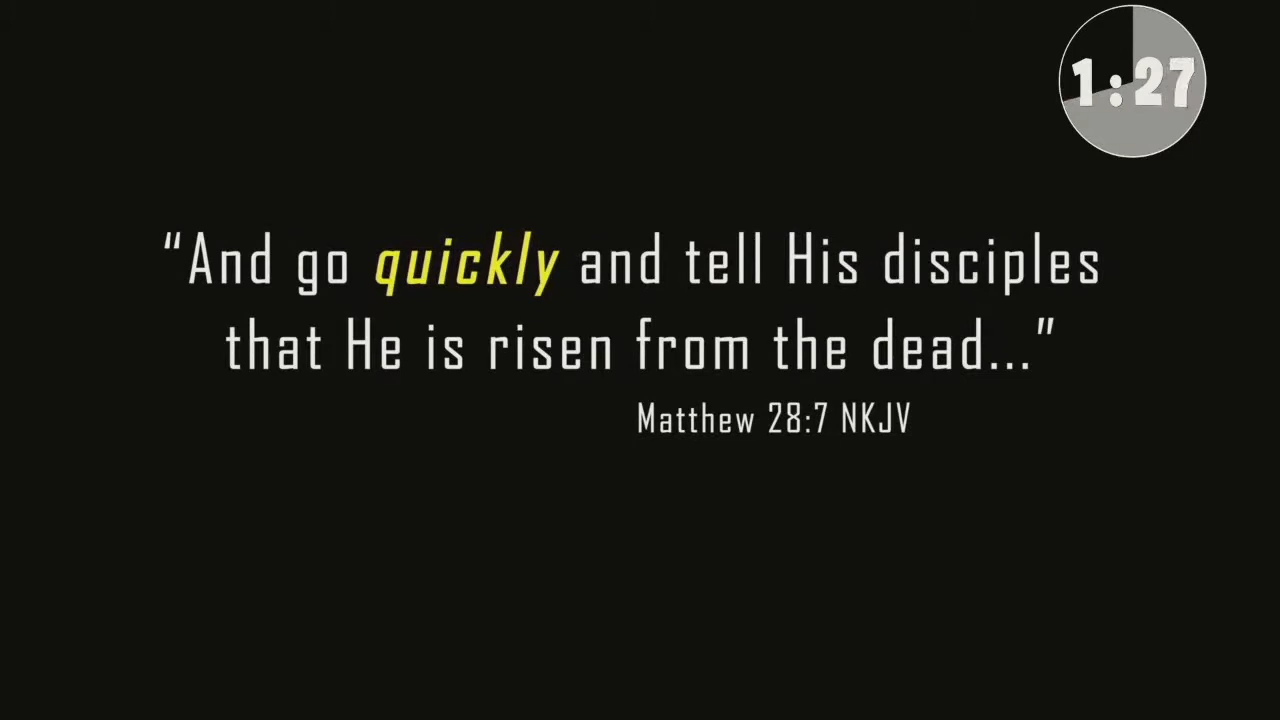 1:27
“And go quickly and tell His disciples
that He is risen from the dead...”
Matthew 28:7 NKJV